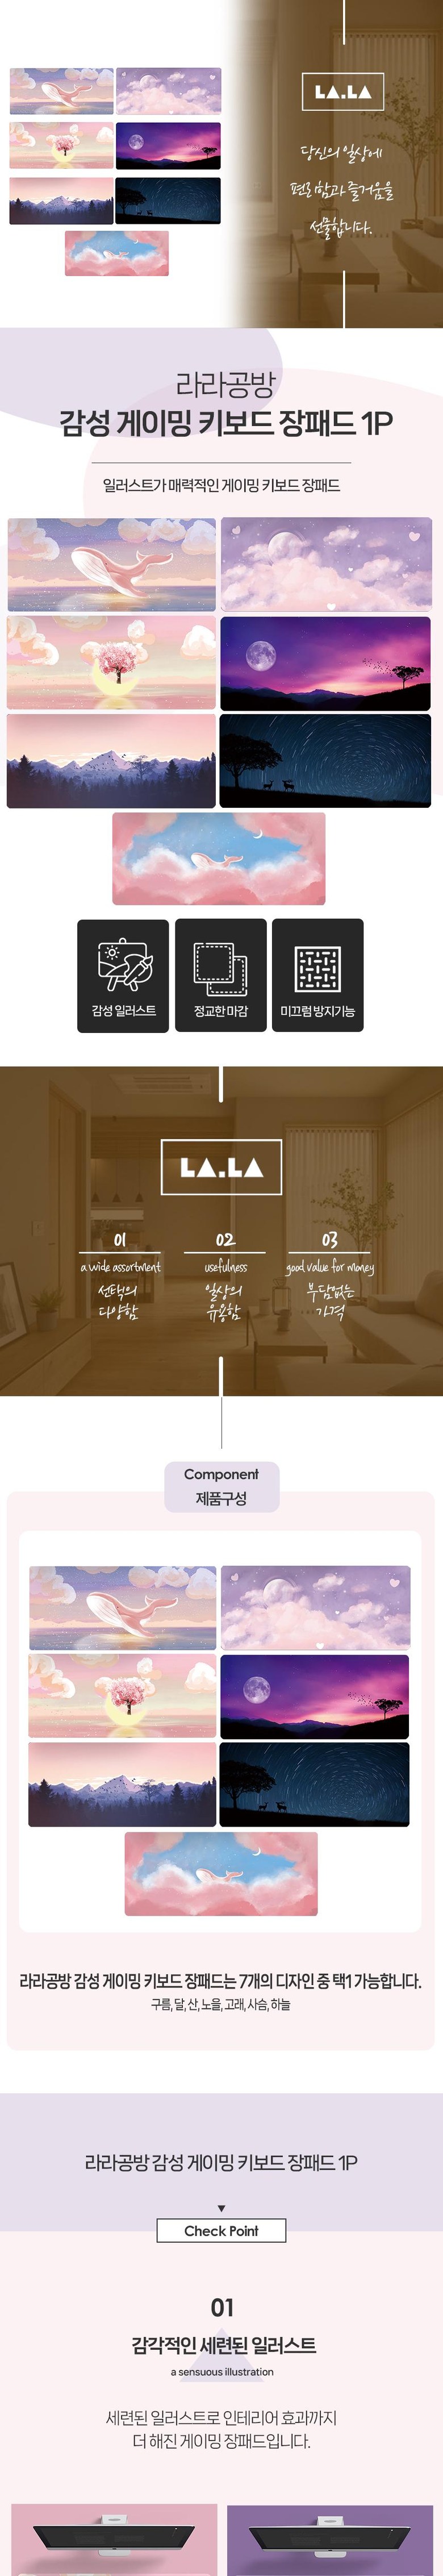 LA.LA
당신의 일상에
편리함과 즐거움을
선물합니다.
라라공방
감성 게이밍 키보드 장패드 1P
일러스트가 매력적인 게이밍 키보드 장패드
감성 일러스트
정교한 마감
미끄럼 방지기능
LA.LA
01
02
03
a wide assortment
usefulness
good value for money
선택의
다양함
일상의
유용함
부담없는
가격
Component
제품구성
라라공방 감성 게이밍 키보드 장패드는 7개의 디자인 중 택1 가능합니다.
구름, 달, 산, 노을, 고래, 사슴, 하늘
라라공방 감성 게이밍 키보드 장패드 1P
Check Point
01
감각적인 세련된 일러스트
a sensuous illustration
세련된 일러스트로 인테리어 효과까지
더 해진 게이밍 장패드입니다.